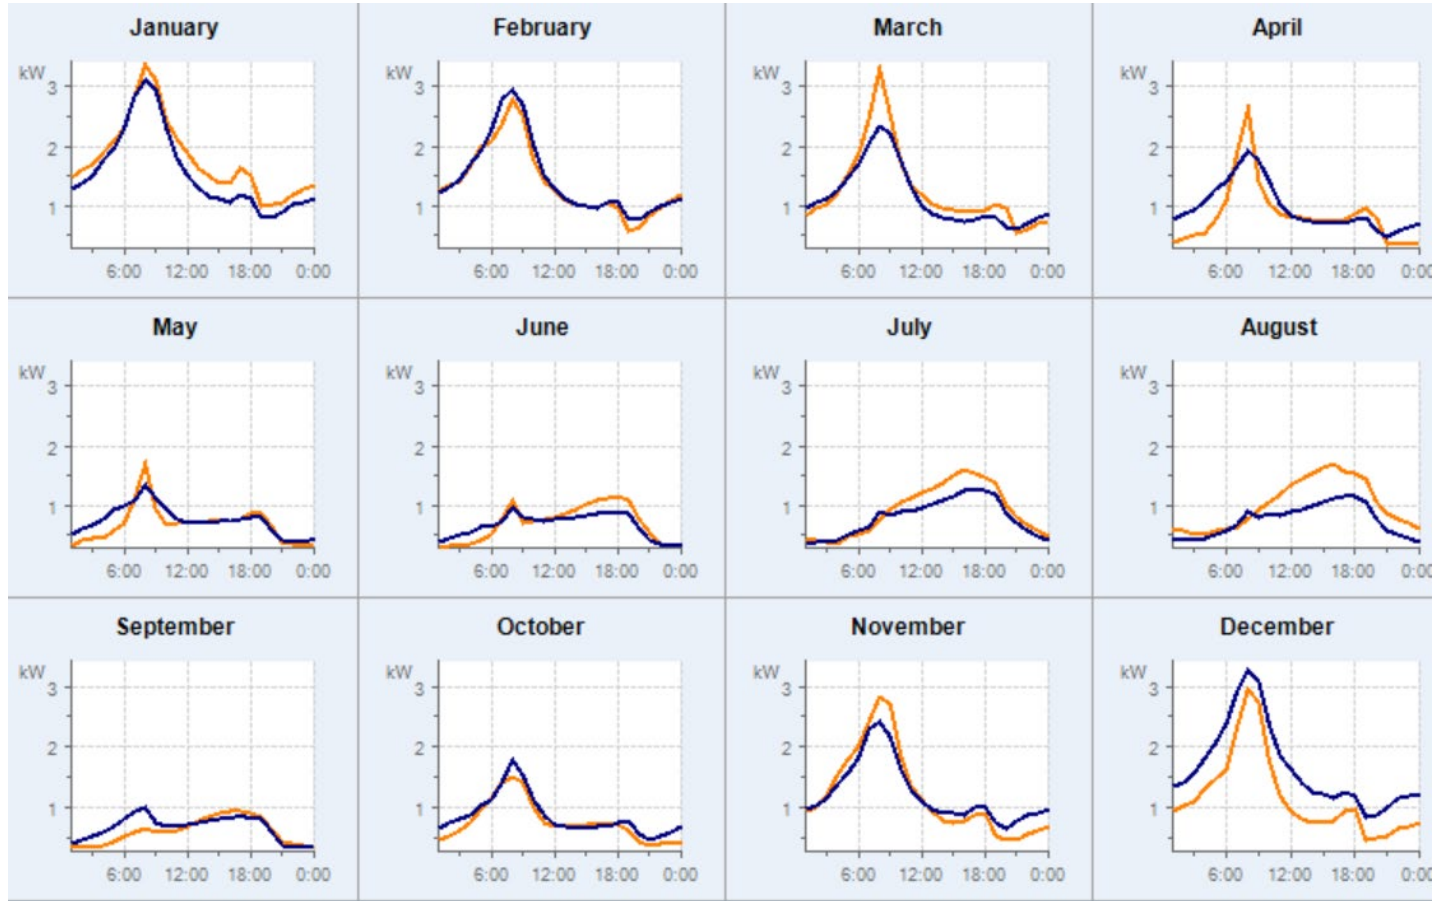 January February March April
kW kW kW kW
3 3 3 3
2 2 2 2
1 1 1 1
6:00 12:00 18:00 0:00 6:00 12:00 18:00 0:00 6:00 12:00 18:00 0:00 6:00 12:00 18:00 0:00
May June July August
kW kW kW kW
3 3 3 3
2 2 2 2
1 1 1 1
6:00 12:00 18:00 0:00 6:00 12:00 18:00 0:00 6:00 12:00 18:00 0:00 6:00 12:00 18:00 0:00
September October November December
kW kW kW kW
3 3 3 3
2 2 2 2
1 1 1 1
6:00 12:00 18:00 0:00 6:00 12:00 18:00 0:00 6:00 12:00 18:00 0:00 6:00 12:00 18:00 0:00